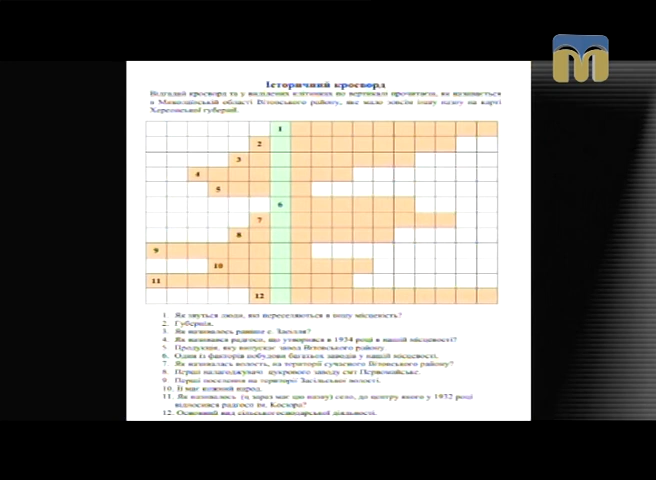 Історичний кросворд
Відгадай кросворд та у виділених клітинках по вертикалі прочитаєш, як називається
в Миколаївській області Вітовського району, яке мало зовсім іншу назву на карті
Херсонської губернії.
1
2
3
4
5
6
7
8
9
10
11
12
1. Як звуться люди, які переселяються в іншу місцевість?
2. Губернія.
3. Як називалось раніше с.
4. Як називався радгосп, що утворився в 1934 році в нашій місцевості?
5. Продукція, яку випускає завод Вітовського району.
6. Один із факторів побудови багатьох заводів у нашій місцевості.
7. Як називалась волость, на території сучасного Вітовського району?
8. Перші налагоджувачі цукрового заводу смт Первомайське.
9. Перші поселення на території Засільської волості.
10. Її має кожний народ.
11. Як називалось (ц зараз має цю назву) село, до центру якого у 1932 році
відносився радгосп ім. Косіора?
12. Основний вид сільськогосподарської діяльності.
M